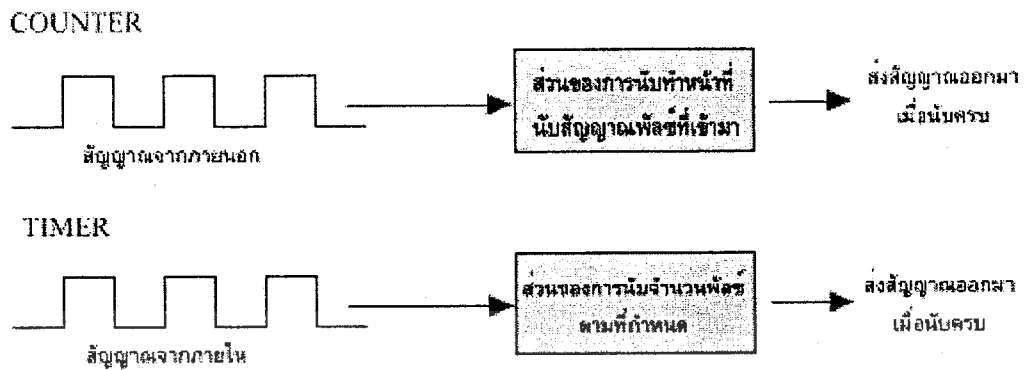 COUNTER
ส่วนของการนับทำหน้าที่
นับสัญญาณพัลซ์ที่เข้ามา
ส่งสัญญาณออกมา
เมื่อนับครบ
สัญญาณจากภายนอก
TIMER
ส่วนของการนับจำนวนพัลซ์
ตามที่กำหนด
ส่งสัญญาณออกมา
เมื่อนับครบ
สัญญาณจากภายใน